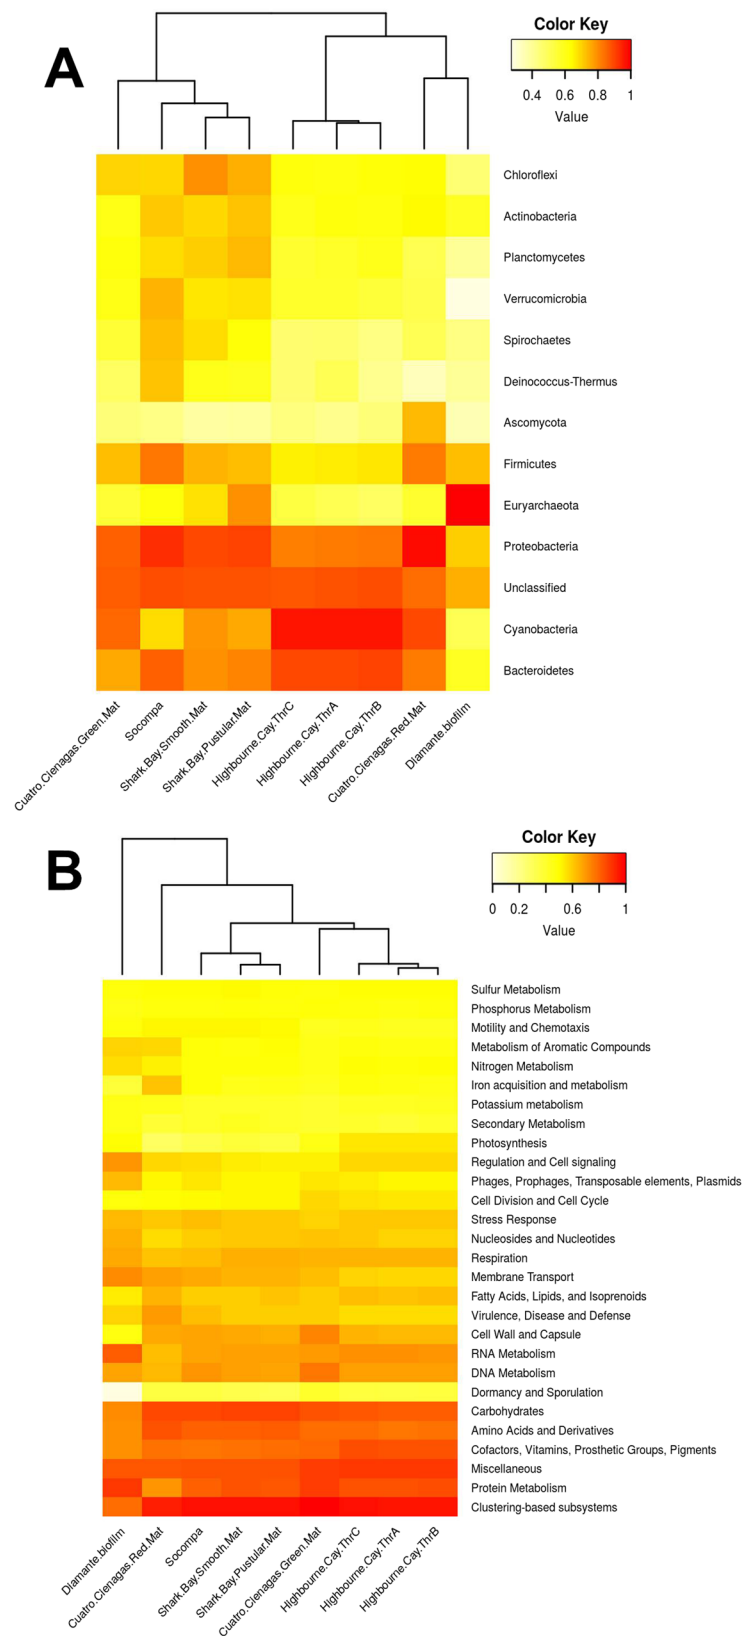 A
Color Key
0.4 0.6 0.8 1
Value
Chloroflexi
Actinobacteria
Planctomycetes
Verrucomicrobia
Spirochaetes
Deinococcus-Thermus
Ascomycota
Firmicutes
Euryarchaeota
Proteobacteria
Unclassified
Cyanobacteria
Bacteroidetes
Cuatro.Cienagas.Green.Mat
Socompa
Shark.Bay.Smooth.Mat
Shark.Bay.Pustular.Mat
HIghbourne.Cay.ThrC
HIghbourne.Cay.ThrA
HIghbourne.Cay.ThrB
Cuatro.Cienagas.Red.Mat
Diamante.biofilm
B
Color Key
0 0.2 0.6 1
Value
Sulfur Metabolism
Phosphorus Metabolism
Motility and Chemotaxis
Metabolism of Aromatic Compounds
Nitrogen Metabolism
Iron acquisition and metabolism
Potassium metabolism
Secondary Metabolism
Photosynthesis
Regulation and Cell signaling
Phages, Prophages, Transposable elements, Plasmids
Cell Division and Cell Cycle
Stress Response
Nucleosides and Nucleotides
Respiration
Membrane Transport
Fatty Acids, Lipids, and Isoprenoids
Virulence, Disease and Defense
Cell Wall and Capsule
RNA Metabolism
DNA Metabolism
Dormancy and Sporulation
Carbohydrates
Amino Acids and Derivatives
Cofactors, Vitamins, Prosthetic Groups, Pigments
Miscellaneous
Protein Metabolism
Clustering-based subsystems
Diamante.biofilm
Cuatro.Cienagas.Red.Mat
Socompa
Shark.Bay.Smooth.Mat
Shark.Bay.Pustular.Mat
Cuatro.Cienagas.Green.Mat
HIghbourne.Cay.ThrC
HIghbourne.Cay.ThrA
HIghbourne.Cay.ThrB